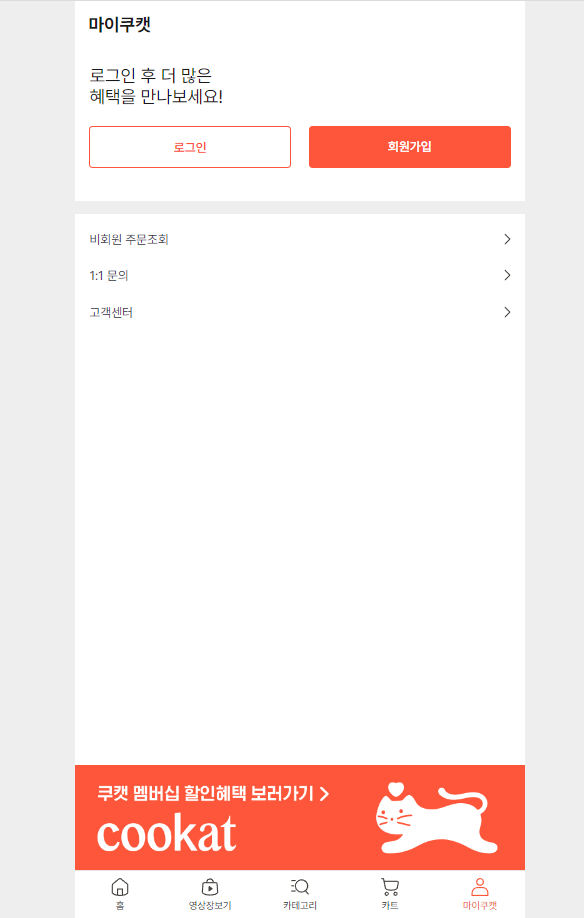 마이쿠캣
로그인 후 더 많은
혜택을 만나보세요!
로그인
회원가입
비회원 주문조회
1:1 문의
고객센터
쿠캣 멤버십 할인혜택 보러가기
cookat
홈
영상장보기
카테고리
카트
마이쿠캣